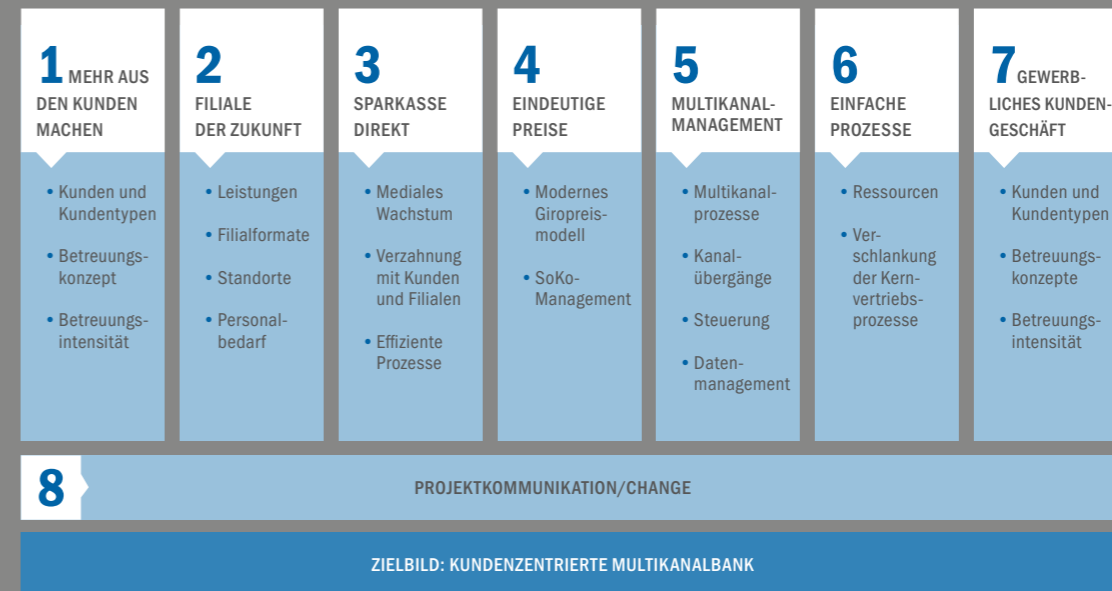 1 MEHR AUS
DEN KUNDEN
MACHEN
• Kunden und
Kundentypen
• Betreuungs-
konzept
• Betreuungs-
intensität
2
FILIALE
DER ZUKUNFT
• Leistungen
• Filialformate
• Standorte
• Personal-
bedarf
3
SPARKASSE
DIREKT
• Mediales
Wachstum
• Verzahnung
mit Kunden
und Filialen
• Effiziente
Prozesse
4
EINDEUTIGE
PREISE
• Modernes
Giropreis-
modell
• SoKo-
Management
5
MULTIKANAL-
MANAGEMENT
• Multikanal-
prozesse
• Kanal-
übergänge
• Steuerung
• Daten-
management
6
EINFACHE
PROZESSE
• Ressourcen
• Ver-
schlankung
der Kern-
vertriebs-
prozesse
7 GEWERB-
LICHES KUNDEN-
GESCHÄFT
• Kunden und
Kundentypen
• Betreuungs-
konzepte
• Betreuungs-
intensität
8
PROJEKTKOMMUNIKATION/CHANGE
ZIELBILD: KUNDENZENTRIERTE MULTIKANALBANK